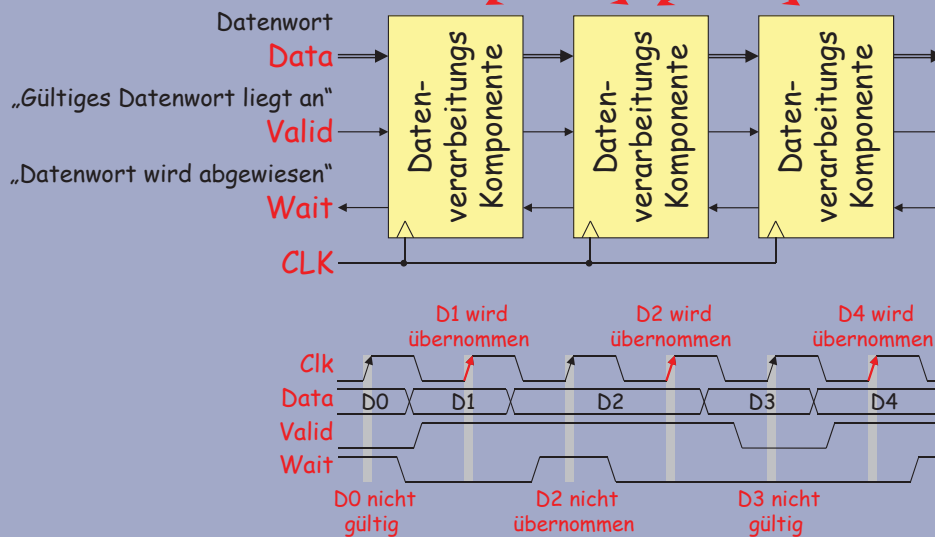 Datenwort
Data
„Gültiges Datenwort liegt an“
Valid
„Datenwort wird abgewiesen“
Wait
CLK
Daten-
verarbeitungs
Komponente
Daten-
verarbeitungs
Komponente
Daten-
verarbeitungs
Komponente
D1 wird
übernommen
D2 wird
übernommen
D4 wird
übernommen
Clk
Data D0 D1 D2 D3 D4
Valid
Wait
D0 nicht
gültig
D2 nicht
übernommen
D3 nicht
gültig